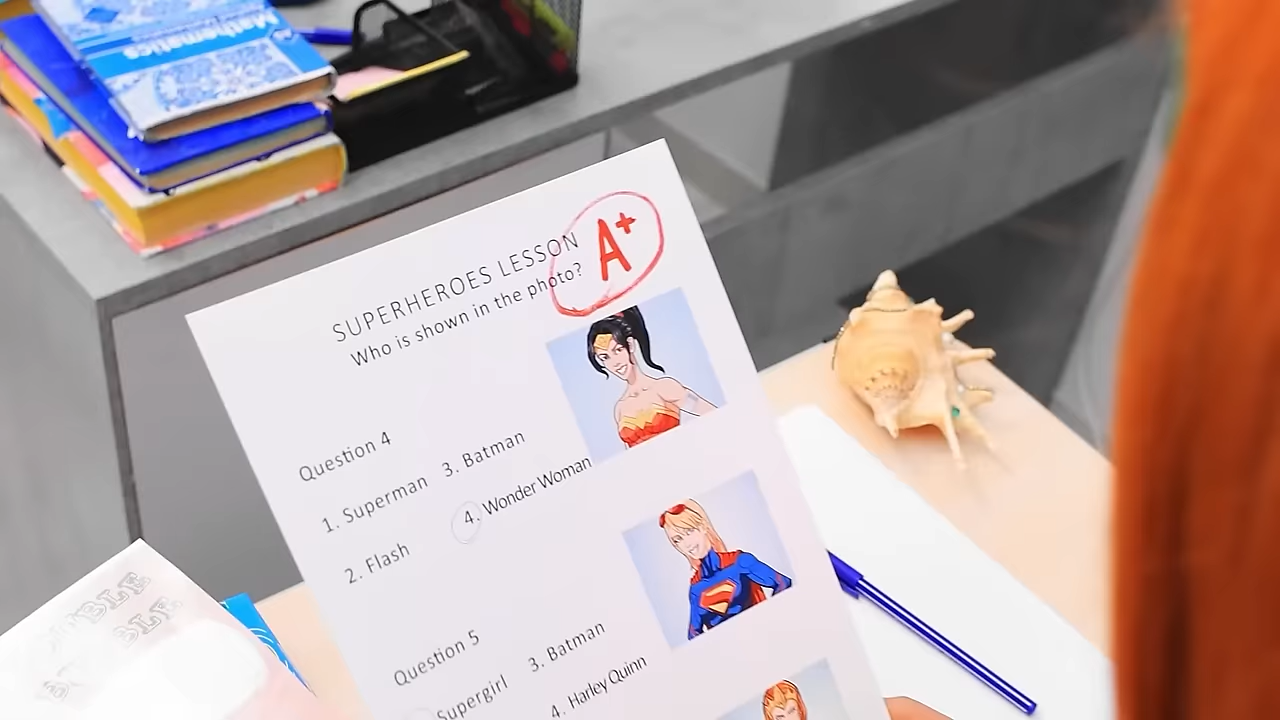 Mathematics
A+
SUPERHEROES LESSON
Who is shown in the photo?
Question 4
1. Superman
3. Batman
2. Flash
4. Wonder Woman
Question 5
Supergirl
3. Batman
4. Harley Quinn